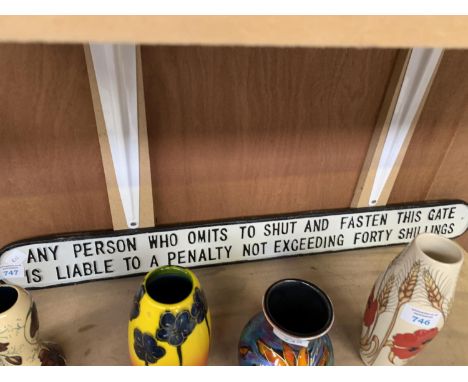 ANY PERSON WHO OMITS TO SHUT AND FASTEN THIS GATE,
IS LIABLE TO A PENALTY NOT EXCEEDING FORTY SHILLINGS
747
746